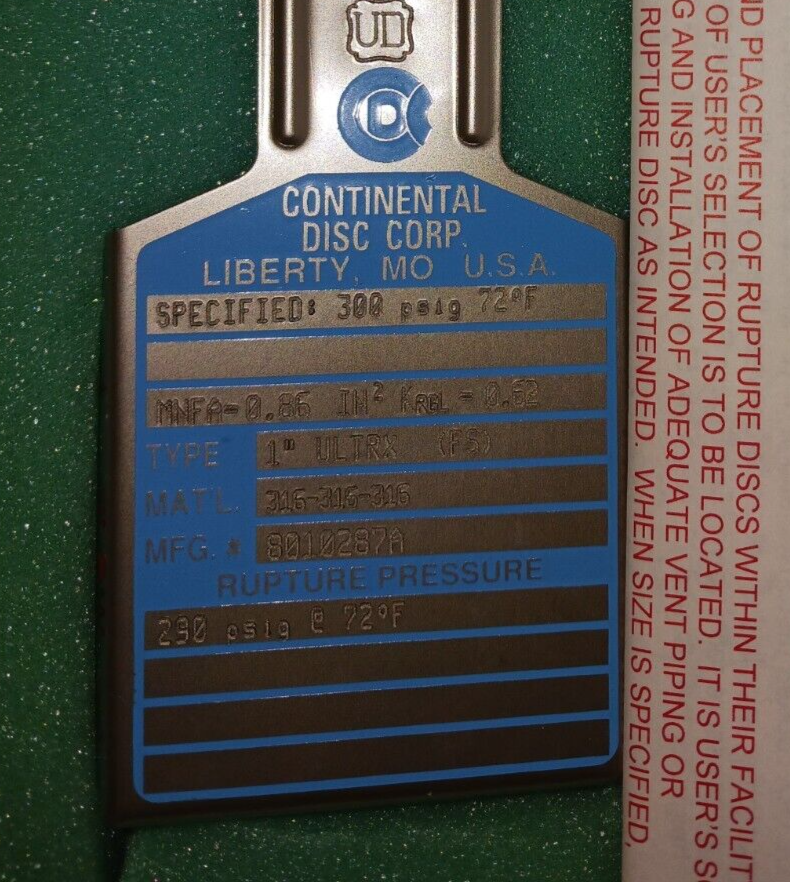 UD
CDC
CONTINENTAL
DISC CORP.
LIBERTY, MO U.S.A.
SPECIFIED: 300 psig 72°F
MNFA-0.86 IN² KRGL - 0.62
TYPE 1" ULTRX (FS)
MAT'L. 316-316-316
MFG. # 8010287A
RUPTURE PRESSURE
290 psig @ 72°F
ND PLACEMENT OF RUPTURE DISCS WITHIN THEIR FACILIT
OF USER'S SELECTION IS TO BE LOCATED. IT IS USER'S
G AND INSTALLATION OF ADEQUATE VENT PIPING OR
RUPTURE DISC AS INTENDED. WHEN SIZE IS SPECIFIED,